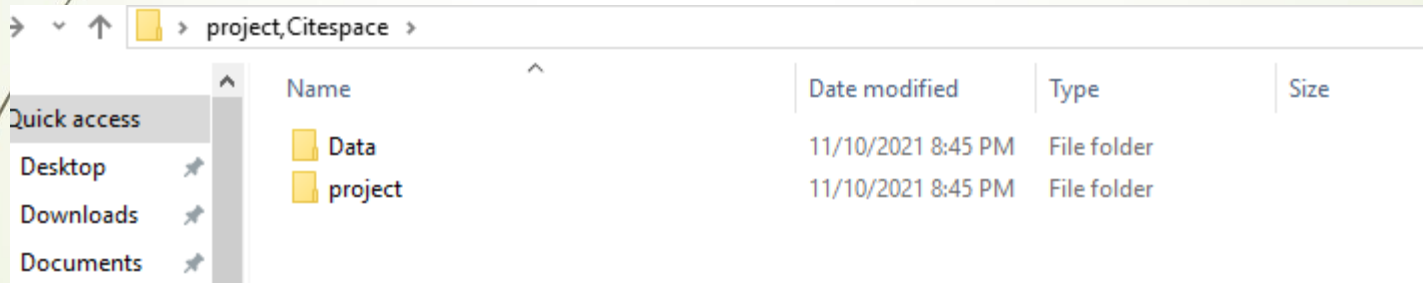 project,Citespace
Name Date modified Type Size
Quick access
Data 11/10/2021 8:45 PM File folder
Desktop
project 11/10/2021 8:45 PM File folder
Downloads
Documents